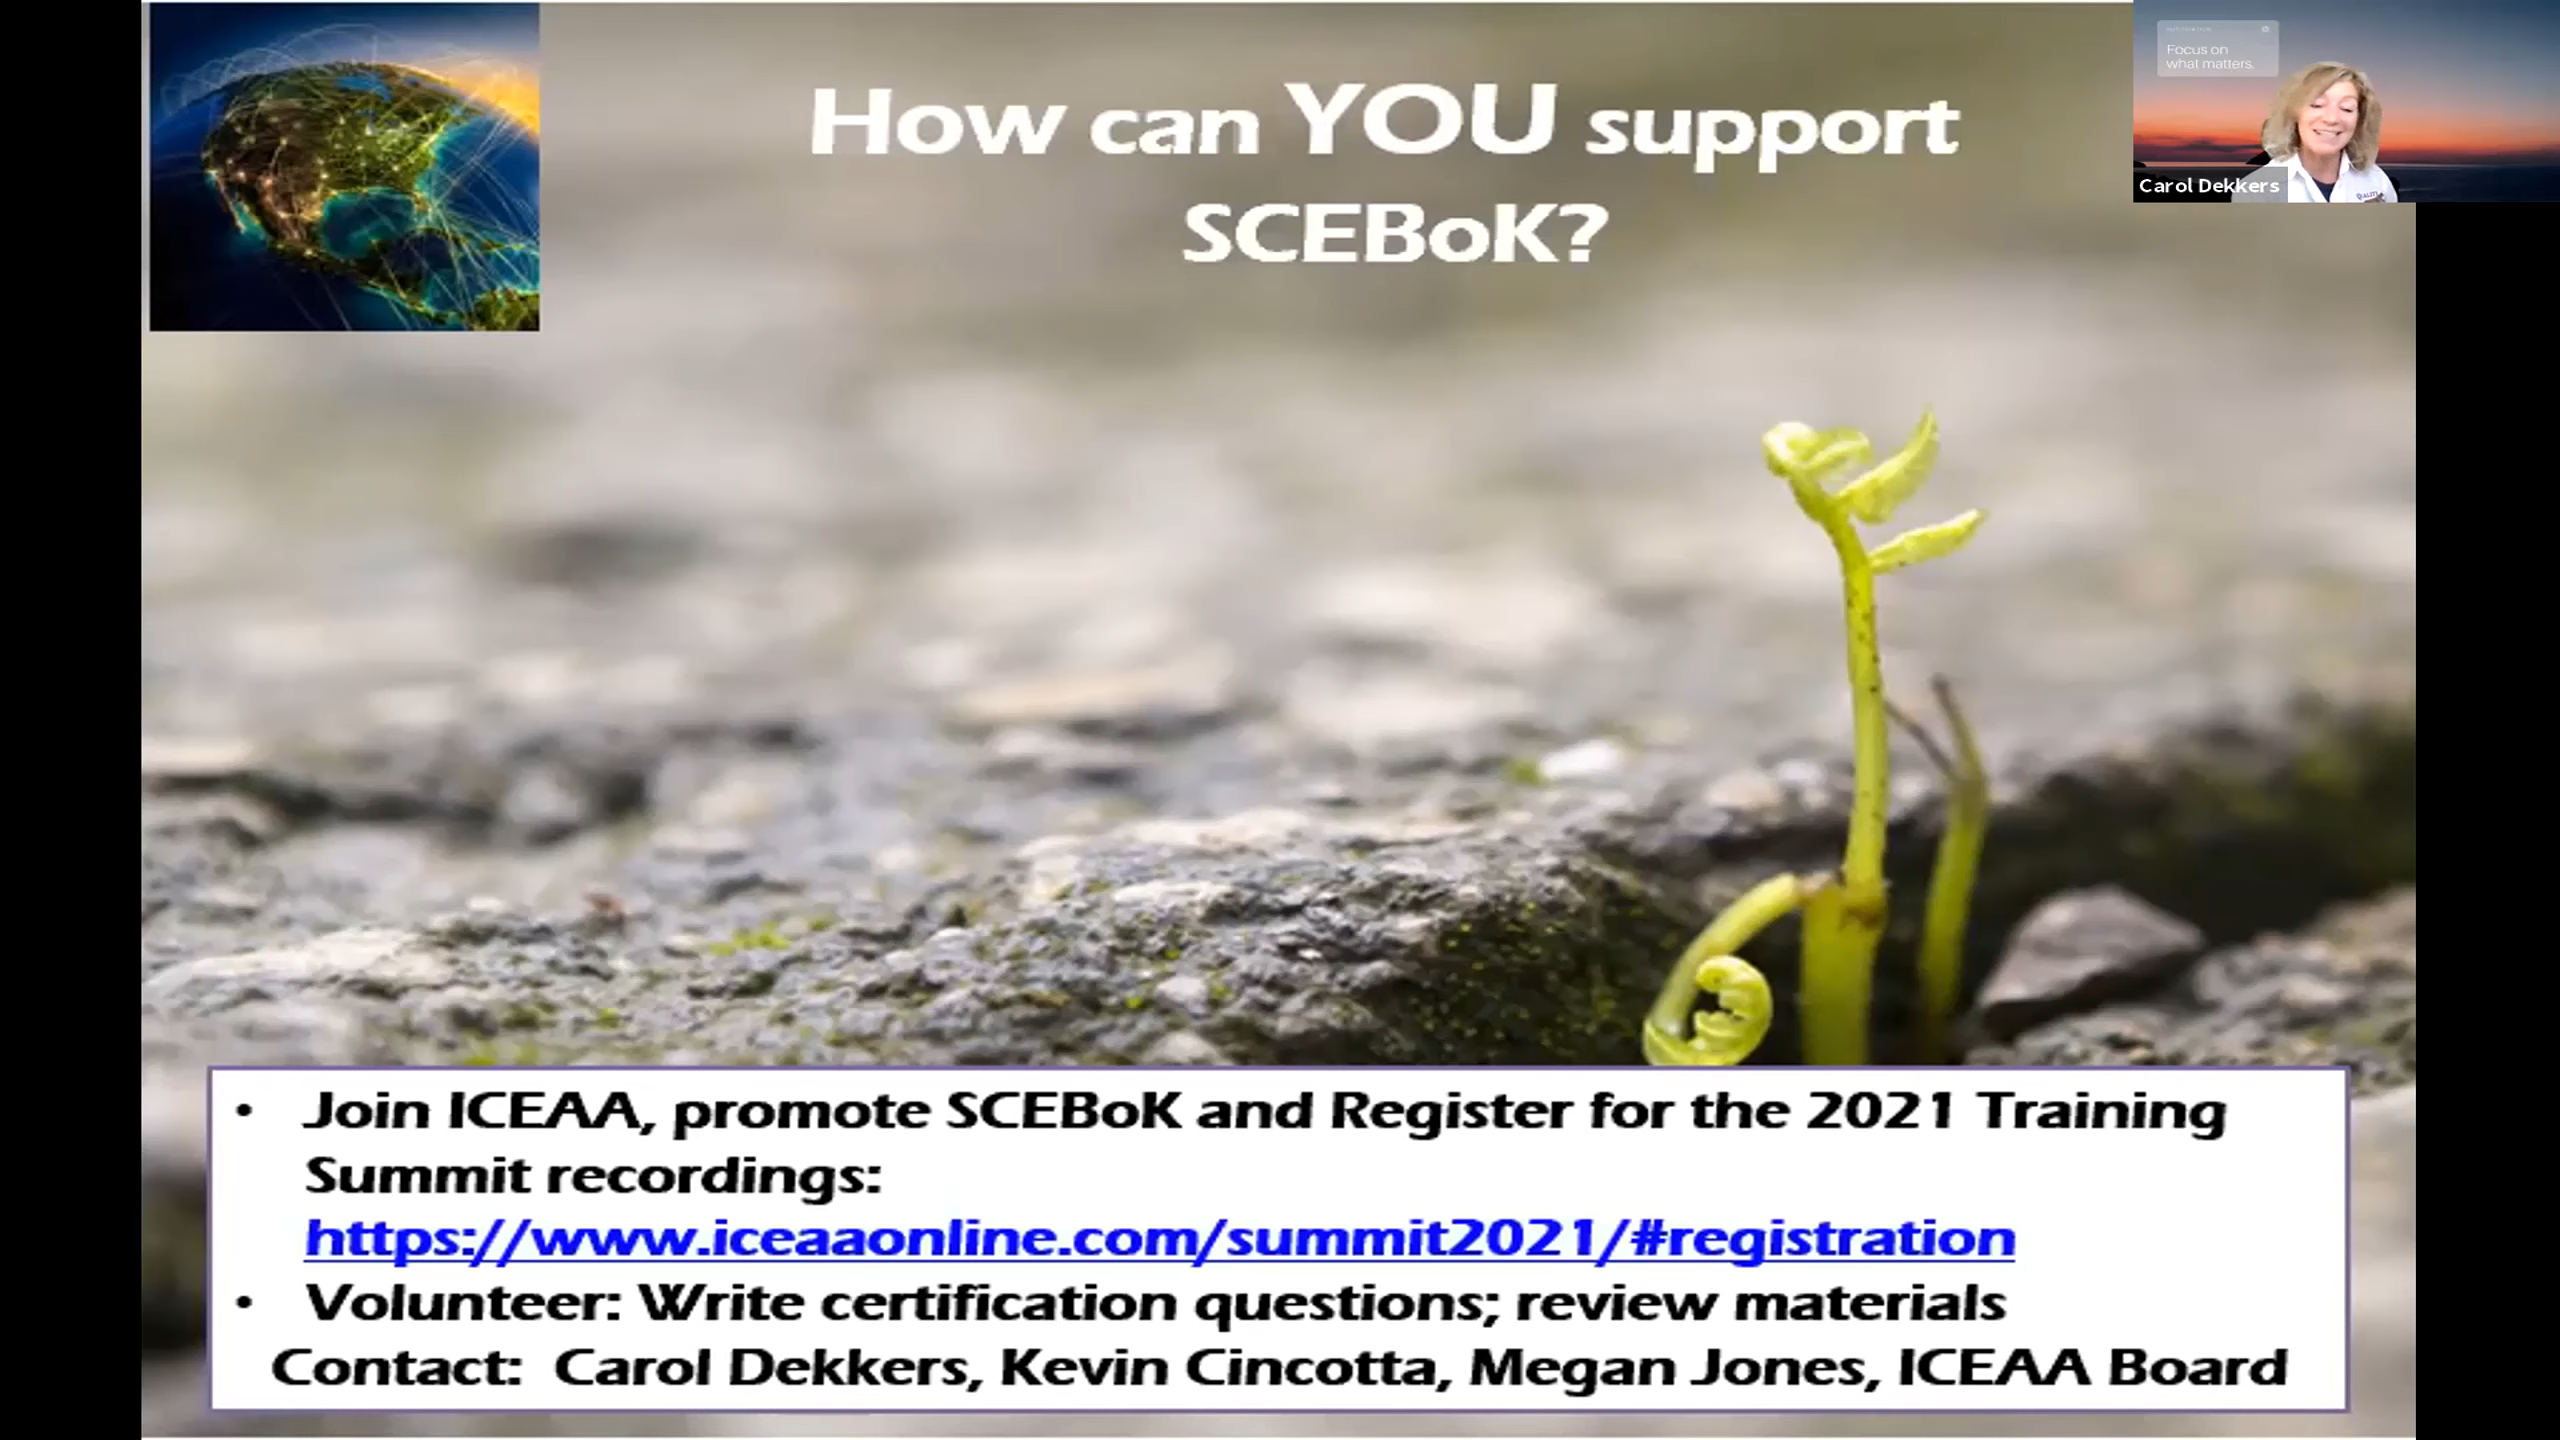 How can YOU support
SCEBoK?
Focus on
what matters.
Carol Dekkers
• Join ICEAA, promote SCEBoK and Register for the 2021 Training
Summit recordings:
https://www.iceaaonline.com/summit2021/#registration
• Volunteer: Write certification questions; review materials
Contact: Carol Dekkers, Kevin Cincotta, Megan Jones, ICEAA Board